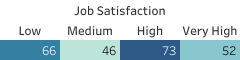 Job Satisfaction
Low Medium High Very High
66 46 73 52